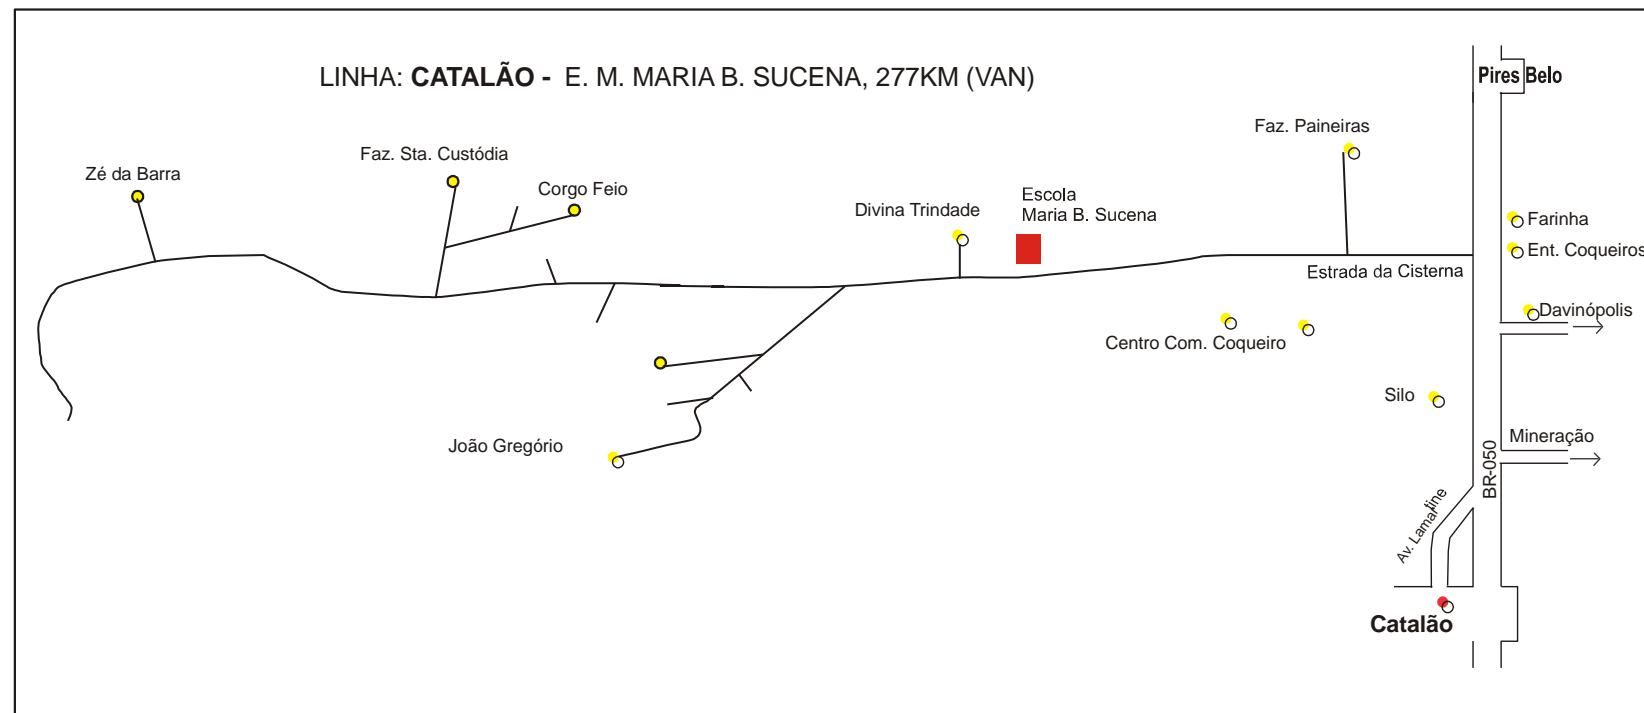 LINHA: CATALÃO - E. M. MARIA B. SUCENA, 277KM (VAN)
Pires Belo
Faz. Paineiras
Faz. Sta. Custódia
Zé da Barra
Corgo Feio
Escola
Maria B. Sucena
Divina Trindade
Farinha
Ent. Coqueiros
Estrada da Cisterna
Davinópolis
Centro Com. Coqueiro
Silo
João Gregório
Mineração
BR-050
Av. Lamartine
Catalão